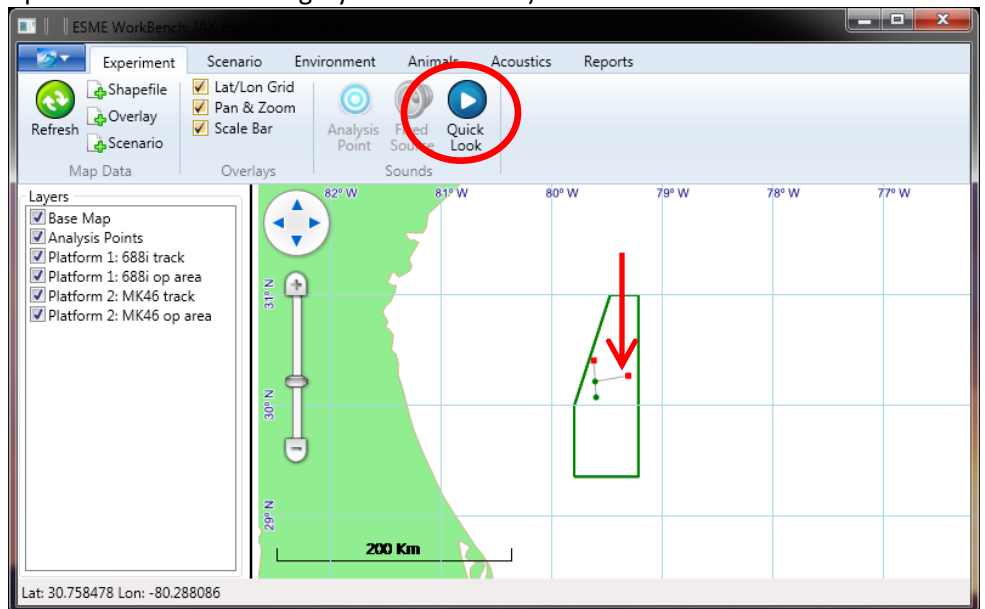 ESME WorkBench: JAX
Experiment Scenario Environment Animals Acoustics Reports
Refresh
Shapefile
Overlay
Scenario
Map Data
Lat/Lon Grid
Pan & Zoom
Scale Bar
Overlays
Analysis Point
Fixed Source
Quick Look
Sounds
Layers
Base Map
Analysis Points
Platform 1: 688i track
Platform 1: 688i op area
Platform 2: MK46 track
Platform 2: MK46 op area
82° W 81° W 80° W 79° W 78° W 77° W
31° N
30° N
29° N
200 Km
Lat: 30.758478 Lon: -80.288086